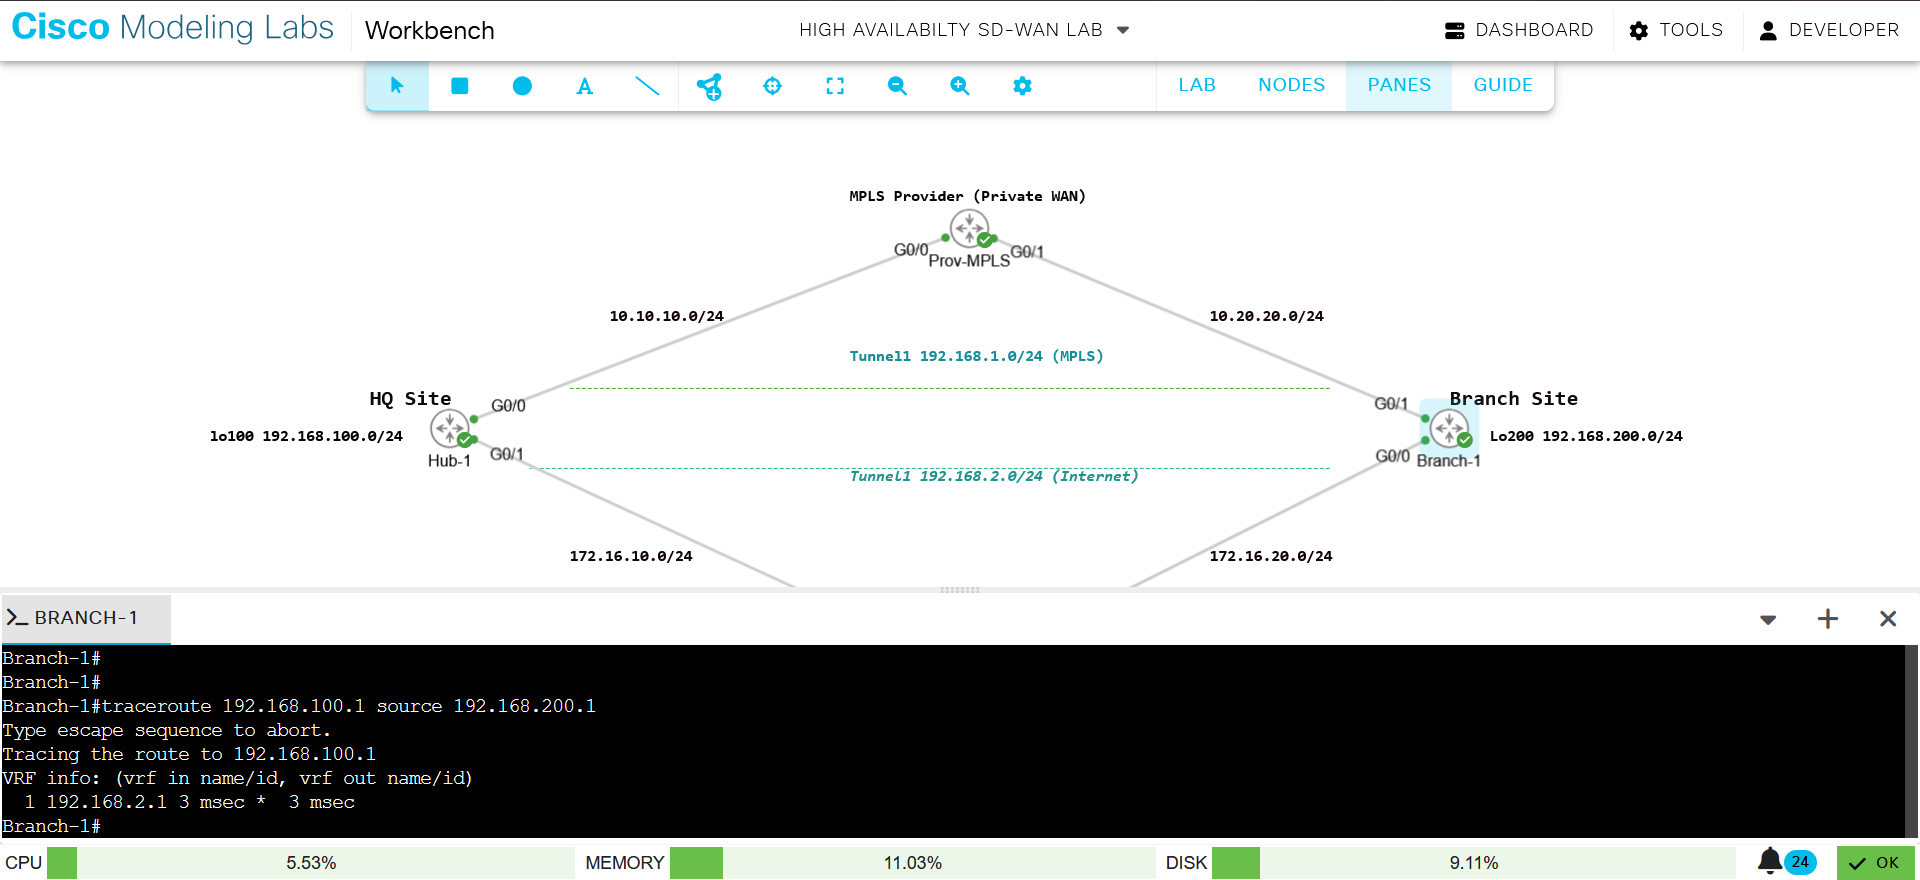 Cisco Modeling Labs Workbench HIGH AVAILABILTY SD-WAN LAB DASHBOARD TOOLS DEVELOPER
A LAB NODES PANES GUIDE
MPLS Provider (Private WAN)
G0/0 G0/1
Prov-MPLS
10.10.10.0/24 10.20.20.0/24
Tunnel1 192.168.1.0/24 (MPLS)
HQ Site G0/0 G0/1 Branch Site
lo100 192.168.100.0/24 Lo200 192.168.200.0/24
Hub-1 G0/1 G0/0 Branch-1
Tunnel1 192.168.2.0/24 (Internet)
172.16.10.0/24 172.16.20.0/24
BRANCH-1
Branch-1#
Branch-1#
Branch-1#traceroute 192.168.100.1 source 192.168.200.1
Type escape sequence to abort.
Tracing the route to 192.168.100.1
VRF info: (vrf in name/id, vrf out name/id)
1 192.168.2.1 3 msec * 3 msec
Branch-1#
CPU 5.53% MEMORY 11.03% DISK 9.11% 24 OK